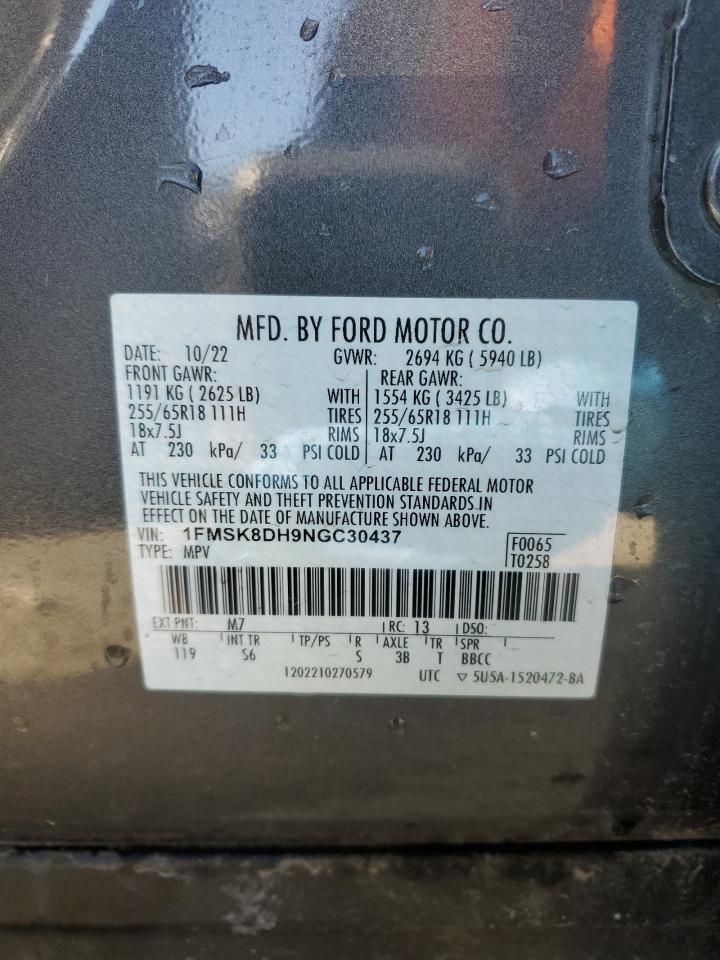 MFD. BY FORD MOTOR CO.
DATE: 10/22 GVWR: 2694 KG ( 5940 LB)
FRONT GAWR: REAR GAWR:
1191 KG ( 2625 LB) WITH 1554 KG ( 3425 LB) WITH
255/65R18 111H TIRES 255/65R18 111H TIRES
18x7.5J RIMS 18x7.5J RIMS
AT 230 kPa/ 33 PSI COLD AT 230 kPa/ 33 PSI COLD
THIS VEHICLE CONFORMS TO ALL APPLICABLE FEDERAL MOTOR
VEHICLE SAFETY AND THEFT PREVENTION STANDARDS IN
EFFECT ON THE DATE OF MANUFACTURE SHOWN ABOVE.
VIN: 1FMSK8DH9NGC30437 F0065
TYPE: MPV T0258
EXT PNT: M7 RC: 13 DSO:
WB INT TR TP/PS R AXLE TR SPR
119 S6 S 3B T BBCC
1202210270579 UTC ▽ 5U5A-1520472-BA